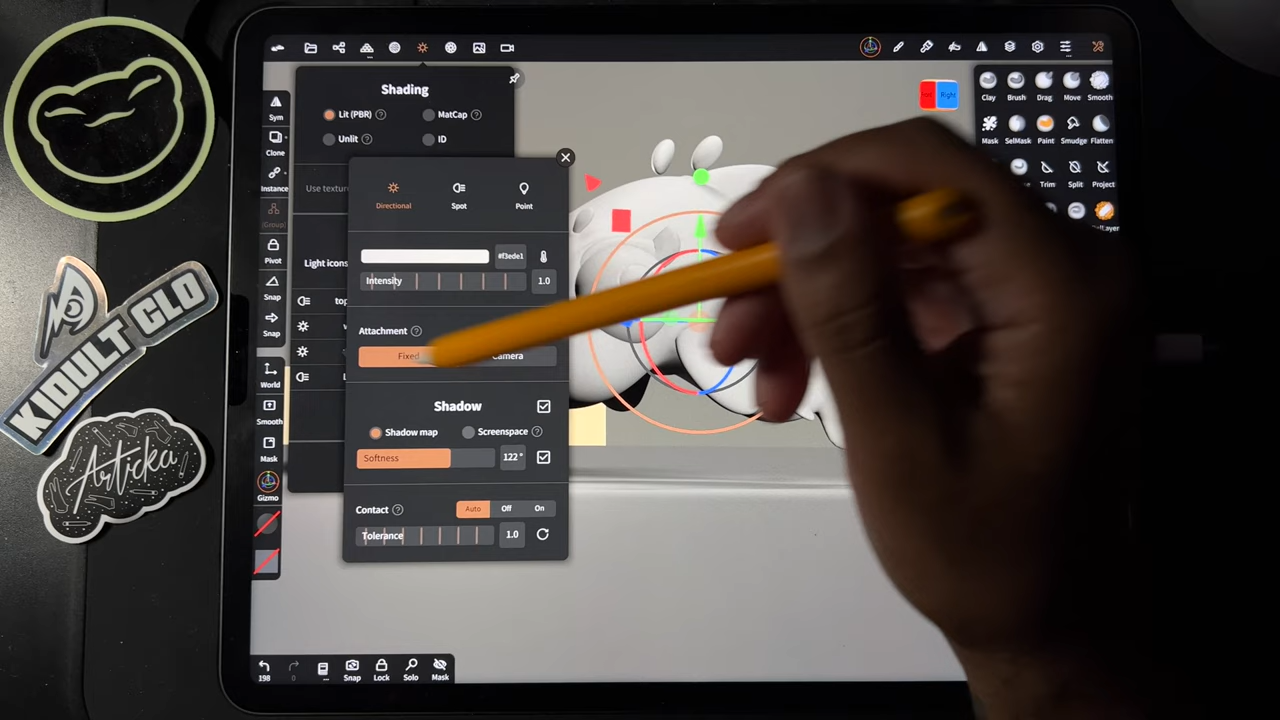 Shading
Lit (PBR) ?
MatCap ?
Unlit ?
ID
Use textur
Light icons
top
Directional
Spot
Point
#f3ede1
Intensity
1.0
Attachment ?
Fixed
Camera
Shadow
Shadow map
Screenspace ?
Softness
122 °
Contact ?
Auto
Off
On
Tolerance
1.0
Sym
Clone
Instance
(Group)
Pivot
Snap
Snap
World
Smooth
Mask
Gizmo
Right
Clay
Brush
Drag
Move
Smooth
Mask
SelMask
Paint
Smudge
Flatten
Trim
Split
Project
198
0
Snap
Lock
Solo
Mask
KIDULT CLO
Articka